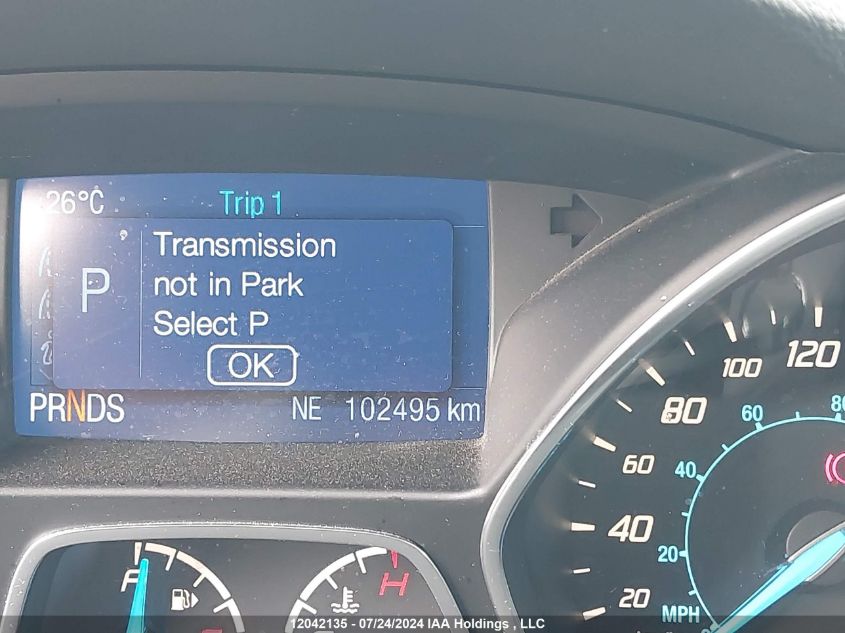 26°C Trip 1
P
Transmission
not in Park
Select P
OK
PRNDS NE 102495 km
120
100
80
60
40
20
80
60
40
20
MPH
F
H
12042135 - 07/24/2024 IAA Holdings , LLC